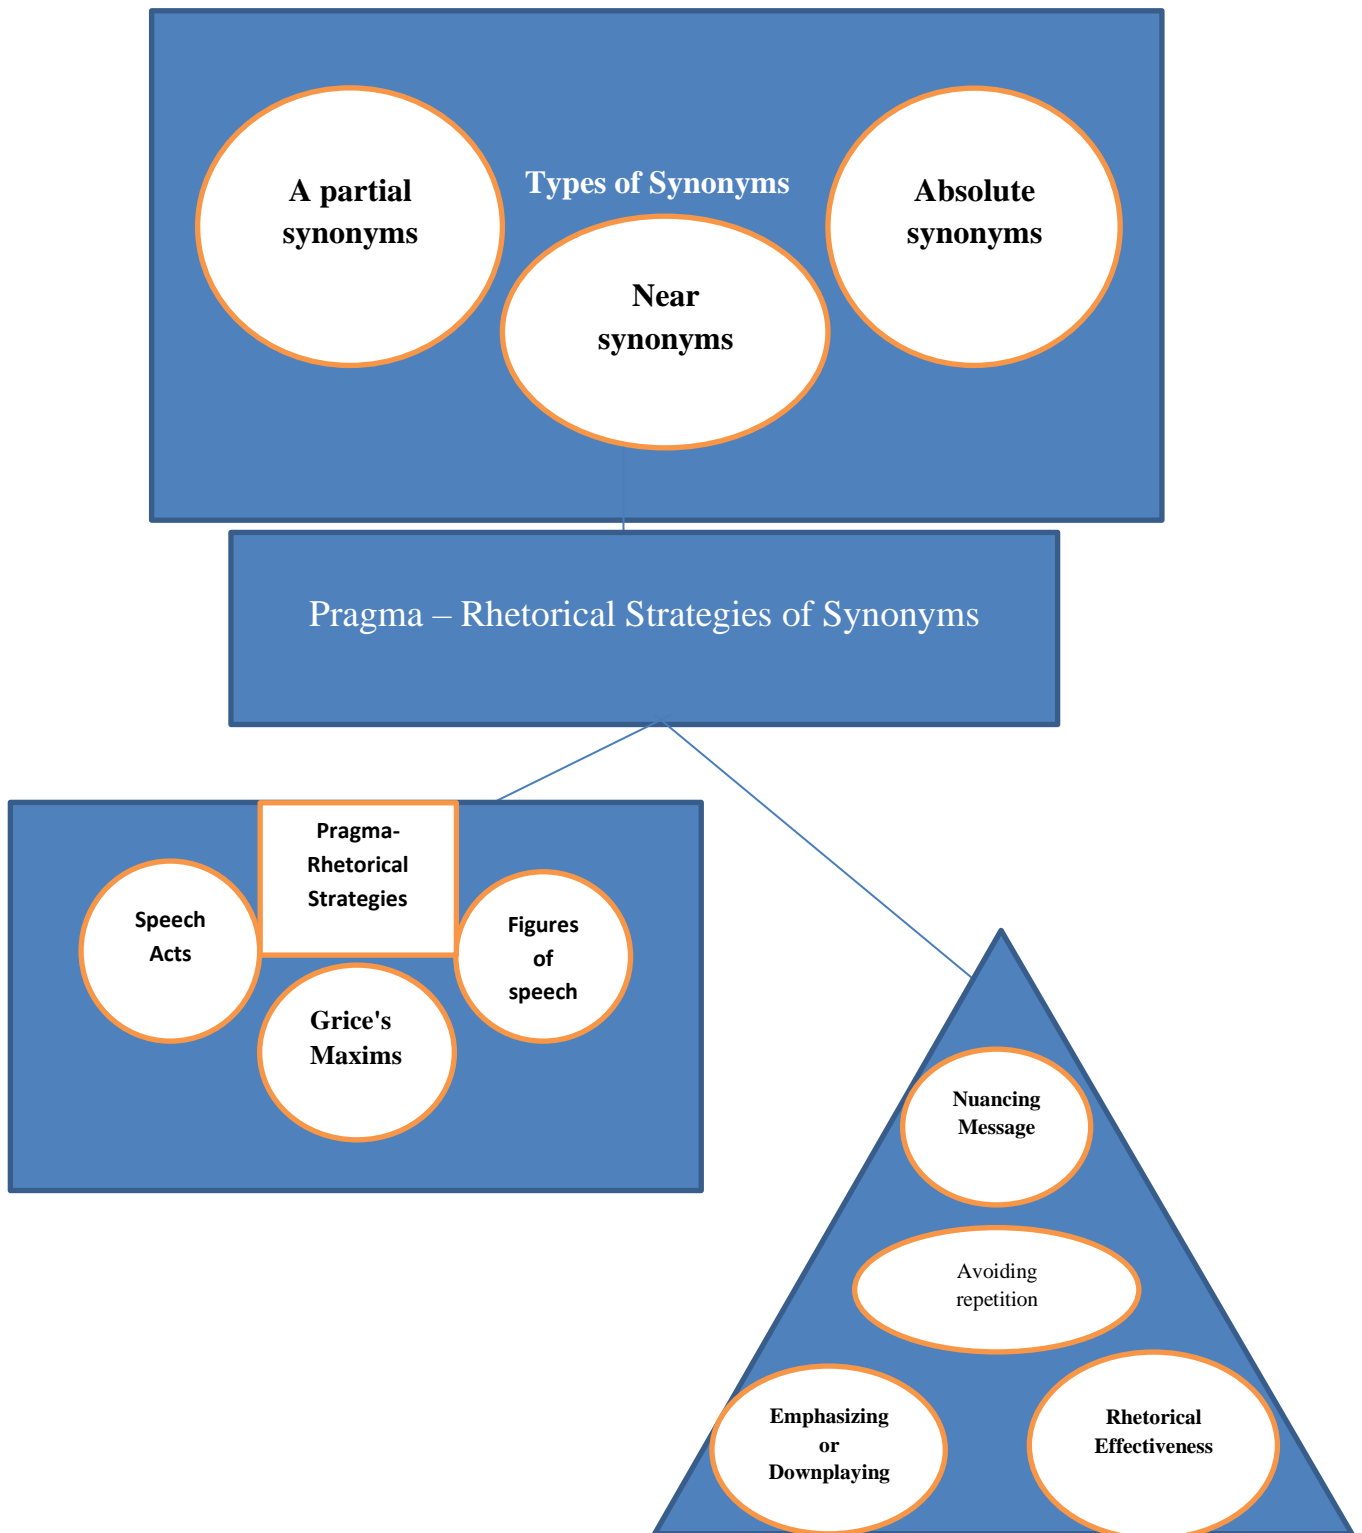 Types of Synonyms
A partial
synonyms
Near
synonyms
Absolute
synonyms
Pragma – Rhetorical Strategies of Synonyms
Pragma-
Rhetorical
Strategies
Speech
Acts
Grice's
Maxims
Figures
of
speech
Nuancing
Message
Avoiding
repetition
Emphasizing
or
Downplaying
Rhetorical
Effectiveness